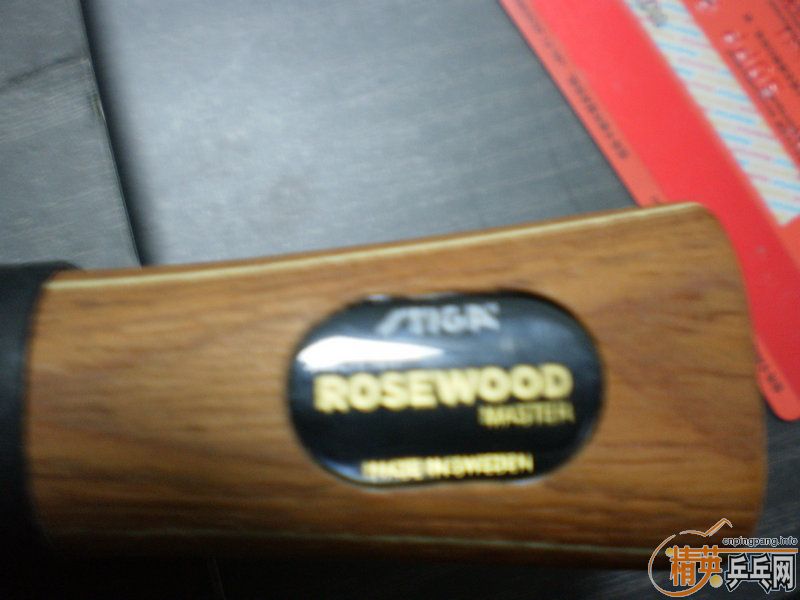 STIGA
ROSEWOOD
MASTER
MADE IN SWEDEN
cnpingpang.info
精英乒乓网